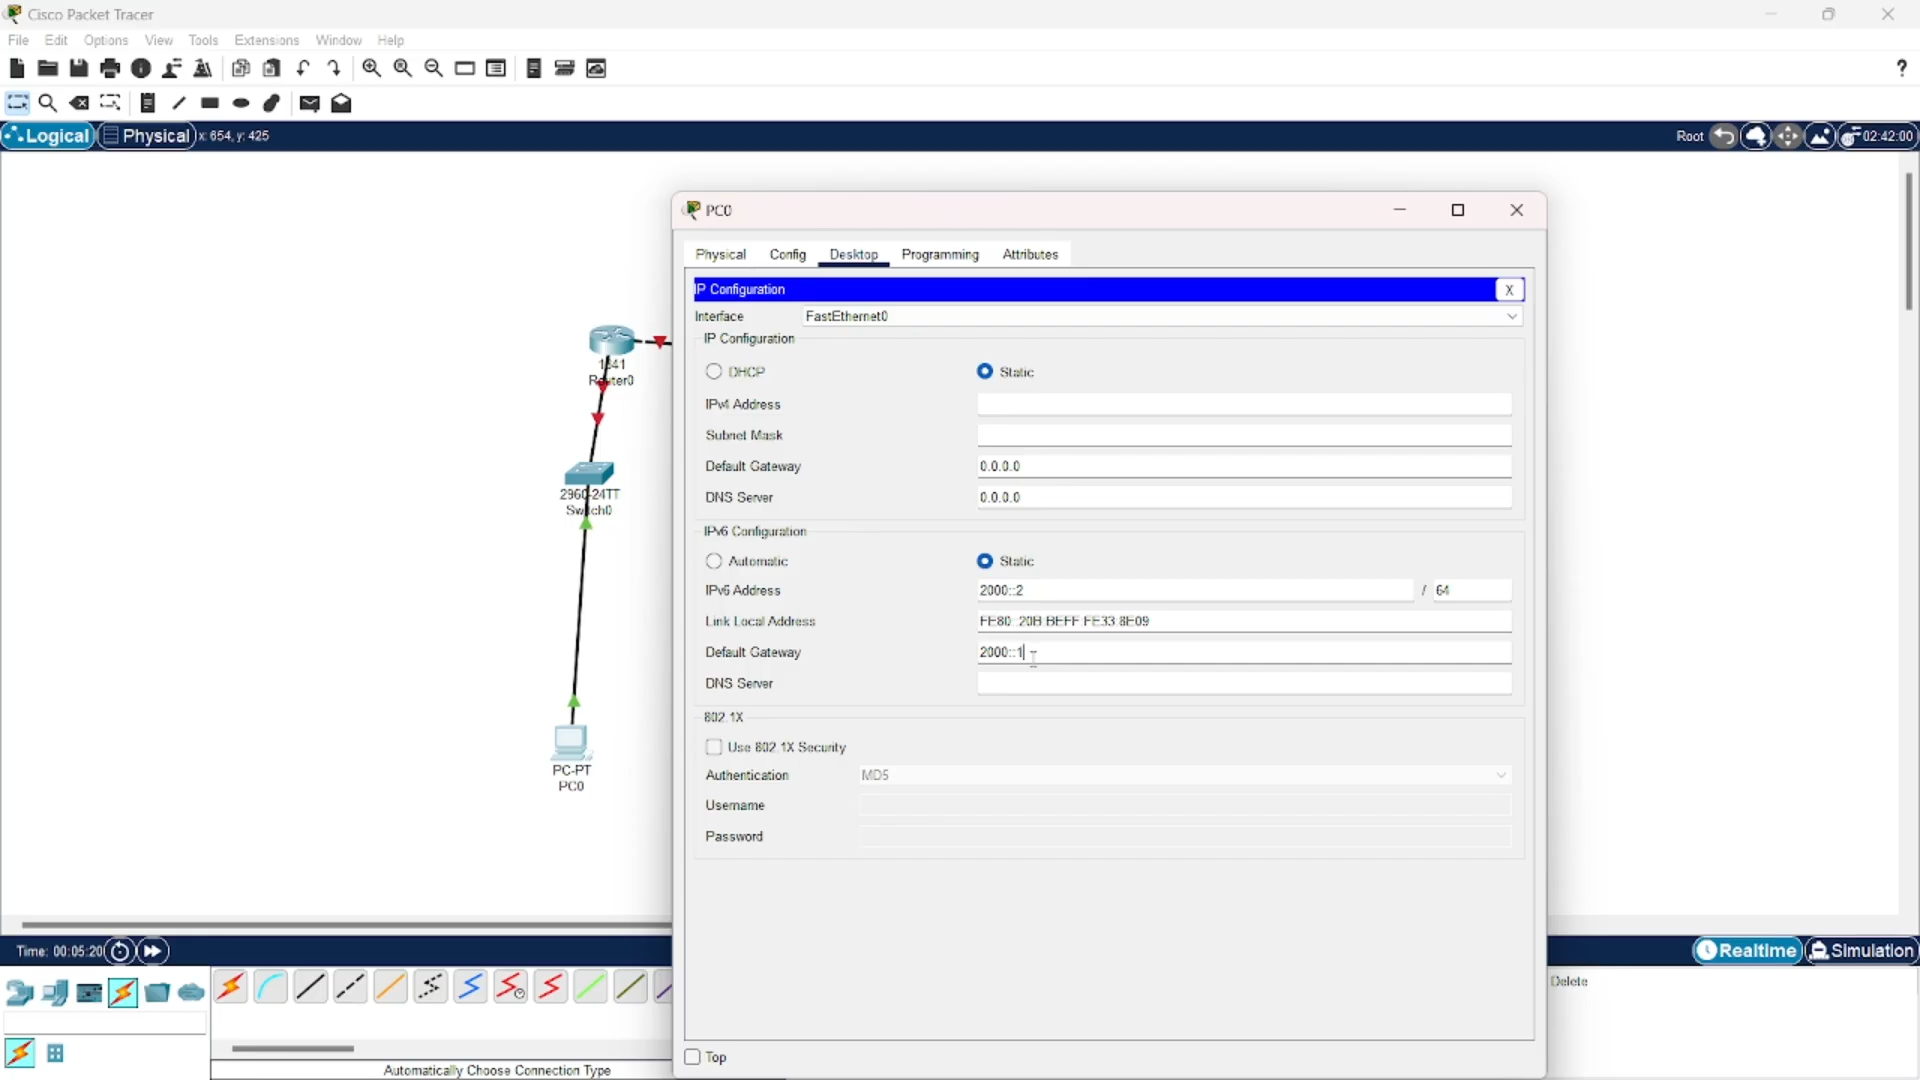 Cisco Packet Tracer
File Edit Options View Tools Extensions Window Help
?
Logical Physical x: 654, y: 425 Root 02:42:00
PC0
Physical Config Desktop Programming Attributes
IP Configuration X
Interface FastEthernet0
IP Configuration
DHCP Static
IPv4 Address
Subnet Mask
Default Gateway 0.0.0.0
DNS Server 0.0.0.0
IPv6 Configuration
Automatic Static
IPv6 Address 2000::2 / 64
Link Local Address FE80::20B:BEFF:FE33:8E09
Default Gateway 2000::1
DNS Server
802.1X
Use 802.1X Security
Authentication MD5
Username
Password
Top
1841
Router0
2960-24TT
Switch0
PC-PT
PC0
Time: 00:05:20 Realtime Simulation
Delete
Automatically Choose Connection Type